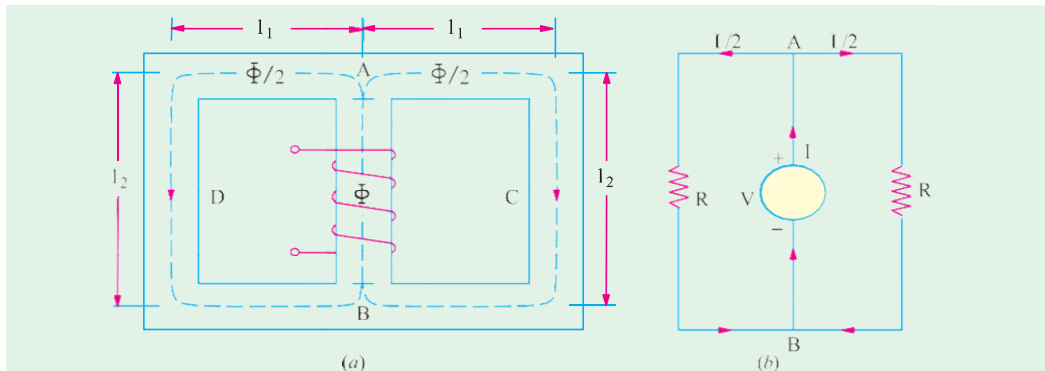 l₁ l₁
Φ/2 A Φ/2
l₂ D Φ C l₂
B
(a)
I/2 A I/2
+ I
R V R
−
B
(b)